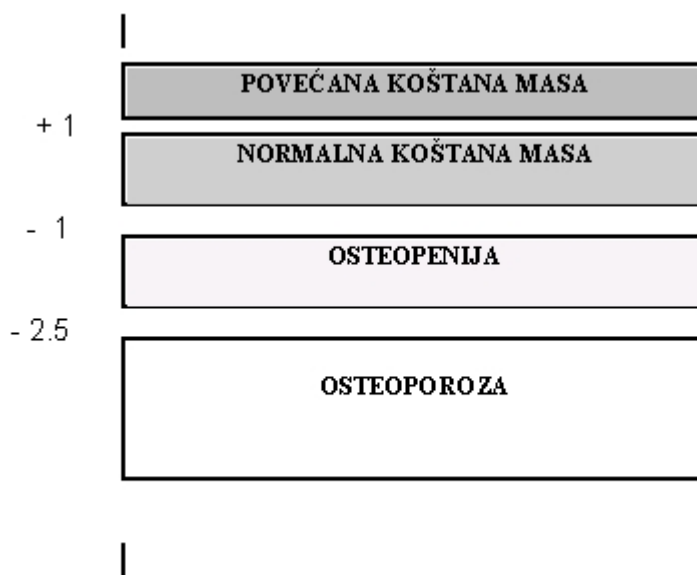 POVEĆANA KOŠTANA MASA
+ 1
NORMALNA KOŠTANA MASA
- 1
OSTEOPENIJA
- 2.5
OSTEOPOROZA